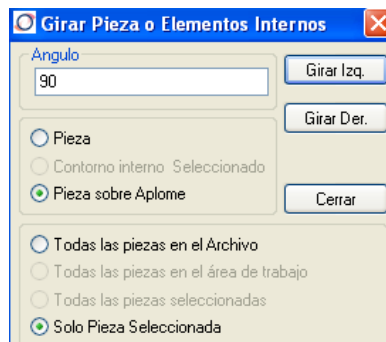 Girar Pieza o Elementos Internos
Angulo
90
Girar Izq.
Girar Der.
Pieza
Contorno interno Seleccionado
Pieza sobre Aplome
Cerrar
Todas las piezas en el Archivo
Todas las piezas en el área de trabajo
Todas las piezas seleccionadas
Solo Pieza Seleccionada